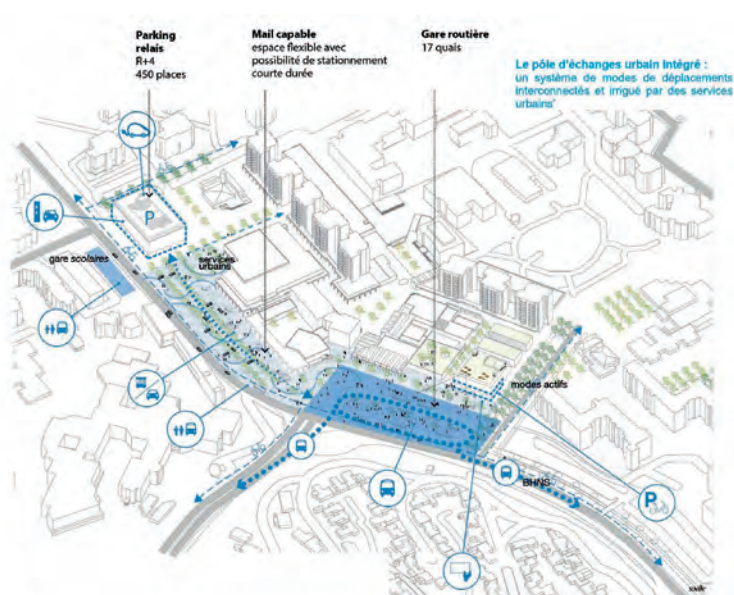 Parking
relais
R+4
450 places
Mail capable
espace flexible avec
possibilité de stationnement
courte durée
Gare routière
17 quais
Le pôle d'échanges urbain intégré :
un système de modes de déplacements
interconnectés et irrigué par des services
urbains'
P
gare scolaires
services
urbains
modes actifs
BHNS
P